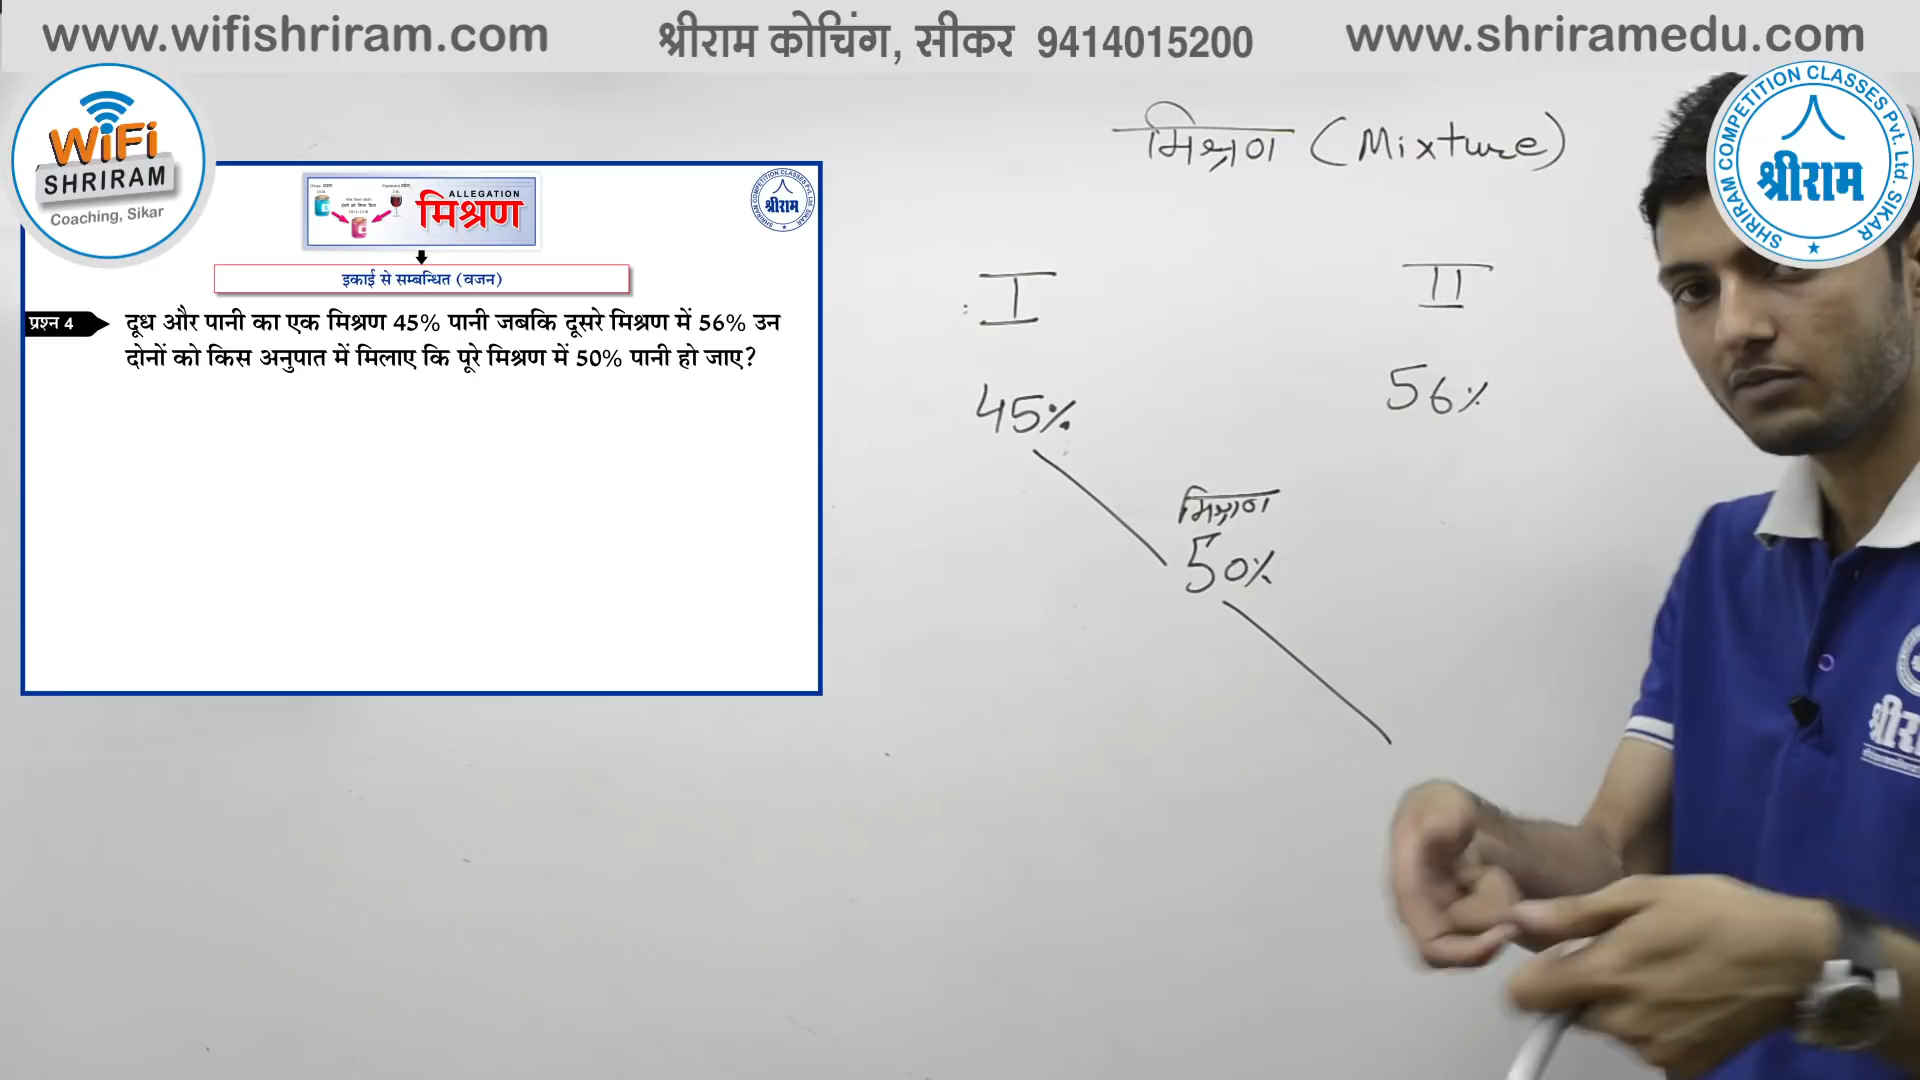 www.wifishriram.com
श्रीराम कोचिंग, सीकर 9414015200
www.shriramedu.com
WiFi
SHRIRAM
Coaching, Sikar
SHRIRAM COMPETITION CLASSES Pvt. Ltd. SIKAR
श्रीराम
ALLEGATION
मिश्रण
श्रीराम
इकाई से सम्बन्धित (वजन)
प्रश्न 4
दूध और पानी का एक मिश्रण 45% पानी जबकि दूसरे मिश्रण में 56% उन
दोनों को किस अनुपात में मिलाए कि पूरे मिश्रण में 50% पानी हो जाए?
मिश्रण (Mixture)
I
II
45%
56%
मिश्रण
50%